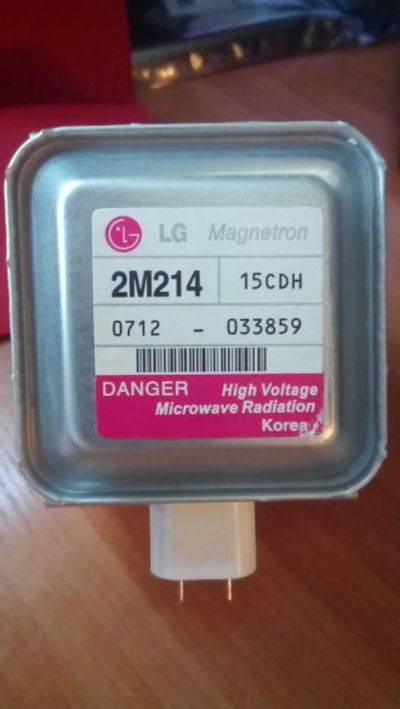 LG Magnetron
2M214 15CDH
0712 - 033859
DANGER High Voltage
Microwave Radiation
Korea